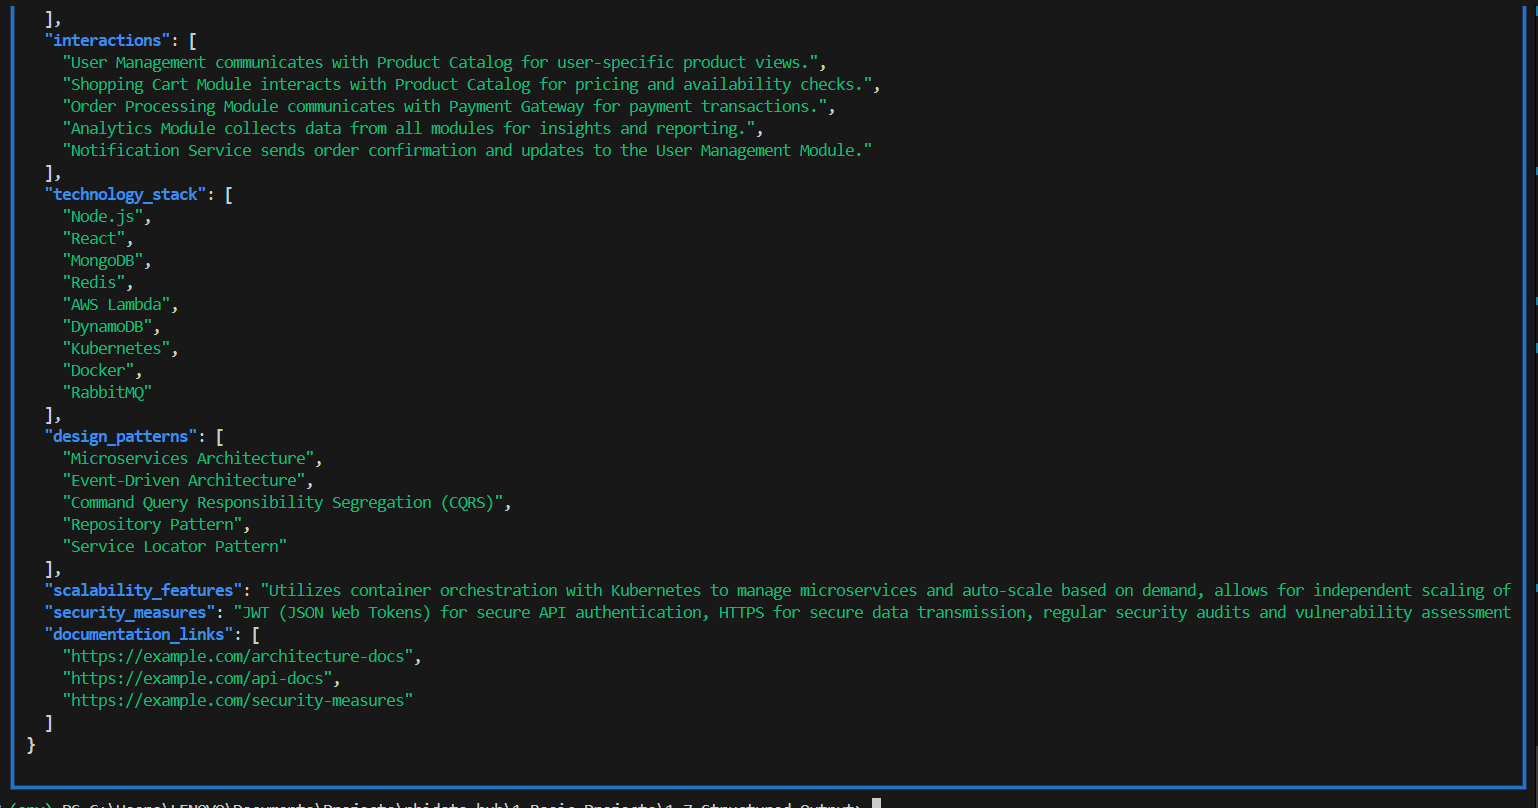 ],
"interactions": [
"User Management communicates with Product Catalog for user-specific product views.",
"Shopping Cart Module interacts with Product Catalog for pricing and availability checks.",
"Order Processing Module communicates with Payment Gateway for payment transactions.",
"Analytics Module collects data from all modules for insights and reporting.",
"Notification Service sends order confirmation and updates to the User Management Module."
],
"technology_stack": [
"Node.js",
"React",
"MongoDB",
"Redis",
"AWS Lambda",
"DynamoDB",
"Kubernetes",
"Docker",
"RabbitMQ"
],
"design_patterns": [
"Microservices Architecture",
"Event-Driven Architecture",
"Command Query Responsibility Segregation (CQRS)",
"Repository Pattern",
"Service Locator Pattern"
],
"scalability_features": "Utilizes container orchestration with Kubernetes to manage microservices and auto-scale based on demand, allows for independent scaling of
"security_measures": "JWT (JSON Web Tokens) for secure API authentication, HTTPS for secure data transmission, regular security audits and vulnerability assessment
"documentation_links": [
"https://example.com/architecture-docs",
"https://example.com/api-docs",
"https://example.com/security-measures"
]
}